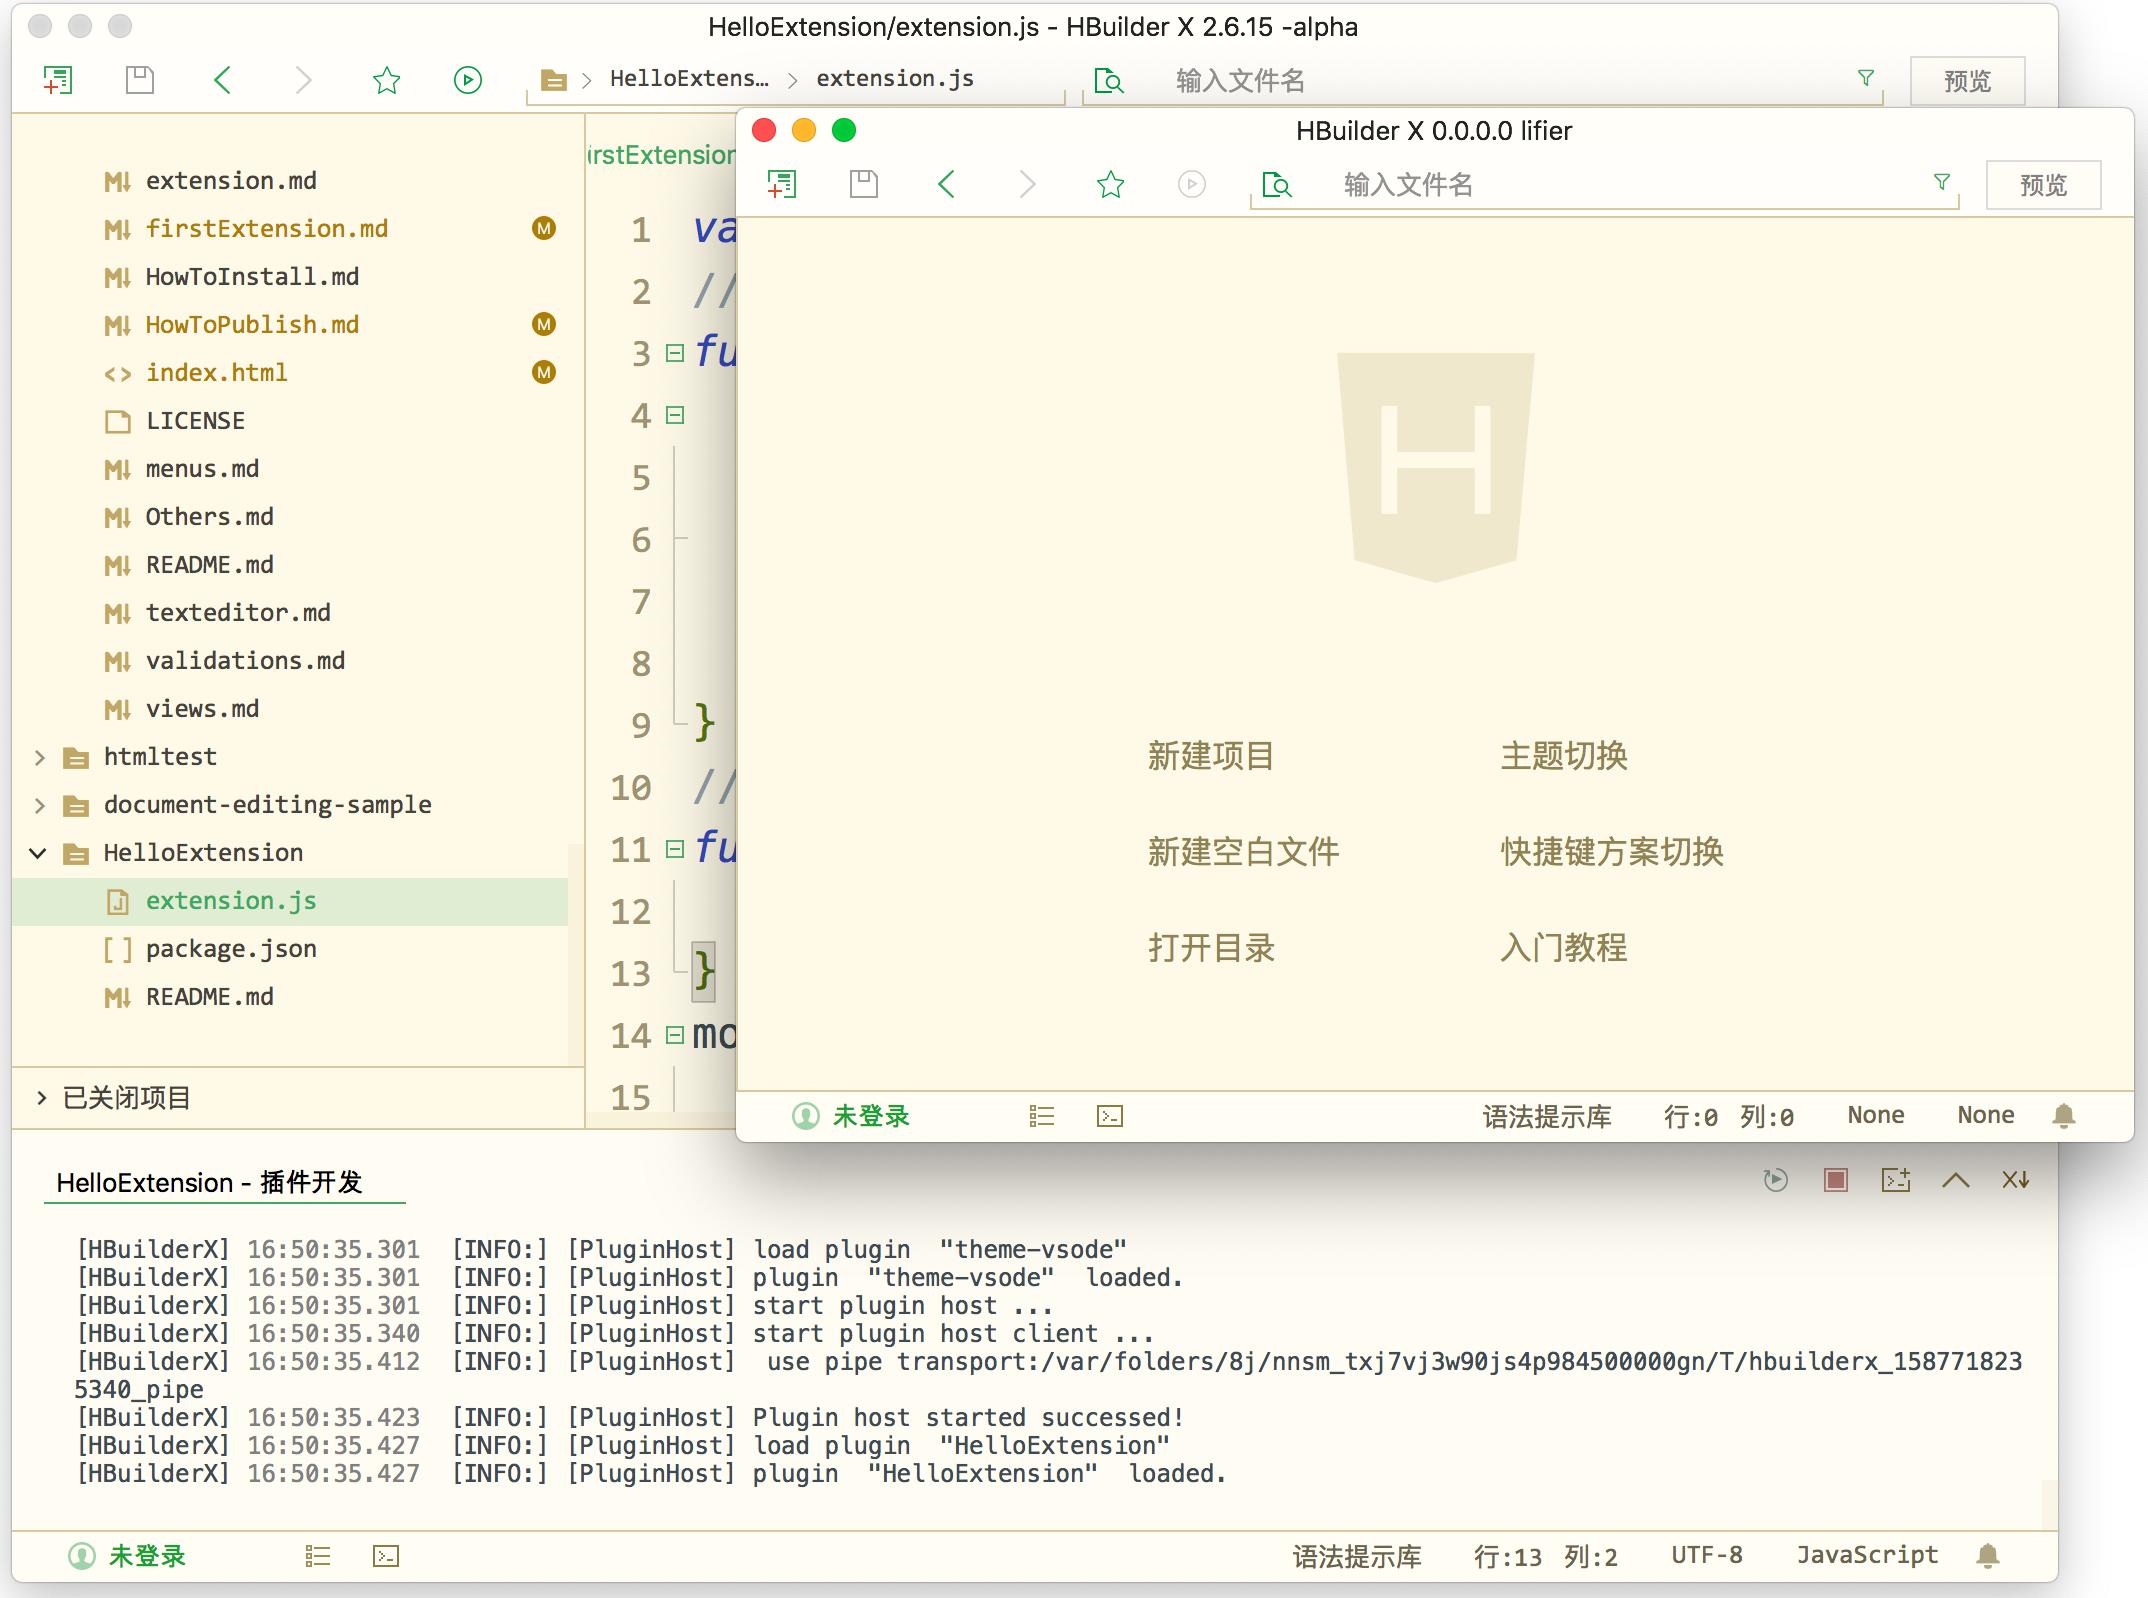 HelloExtension/extension.js - HBuilder X 2.6.15 -alpha
HelloExtens… extension.js
输入文件名
预览
extension.md
firstExtension.md M
HowToInstall.md
HowToPublish.md M
index.html M
LICENSE
menus.md
Others.md
README.md
texteditor.md
validations.md
views.md
htmltest
document-editing-sample
HelloExtension
extension.js
package.json
README.md
已关闭项目
irstExtension
1 va
2 //
3 fu
4
5
6
7
8
9 }
10 //
11 fu
12
13 }
14 mo
15
HBuilder X 0.0.0.0 lifier
输入文件名
预览
H
新建项目 主题切换
新建空白文件 快捷键方案切换
打开目录 入门教程
未登录 语法提示库 行:0 列:0 None None
HelloExtension - 插件开发
[HBuilderX] 16:50:35.301 [INFO:] [PluginHost] load plugin "theme-vsode"
[HBuilderX] 16:50:35.301 [INFO:] [PluginHost] plugin "theme-vsode" loaded.
[HBuilderX] 16:50:35.301 [INFO:] [PluginHost] start plugin host ...
[HBuilderX] 16:50:35.340 [INFO:] [PluginHost] start plugin host client ...
[HBuilderX] 16:50:35.412 [INFO:] [PluginHost] use pipe transport:/var/folders/8j/nnsm_txj7vj3w90js4p984500000gn/T/hbuilderx_158771823
5340_pipe
[HBuilderX] 16:50:35.423 [INFO:] [PluginHost] Plugin host started successed!
[HBuilderX] 16:50:35.427 [INFO:] [PluginHost] load plugin "HelloExtension"
[HBuilderX] 16:50:35.427 [INFO:] [PluginHost] plugin "HelloExtension" loaded.
未登录 语法提示库 行:13 列:2 UTF-8 JavaScript